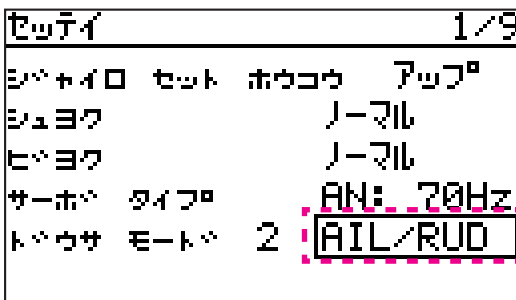 セッテイ 1/9
ジャイロ セット ホウコウ アップ
シュヨク ノーマル
ビヨク ノーマル
サーボ タイプ AN: 70Hz
ドウサ モード 2 AIL/RUD